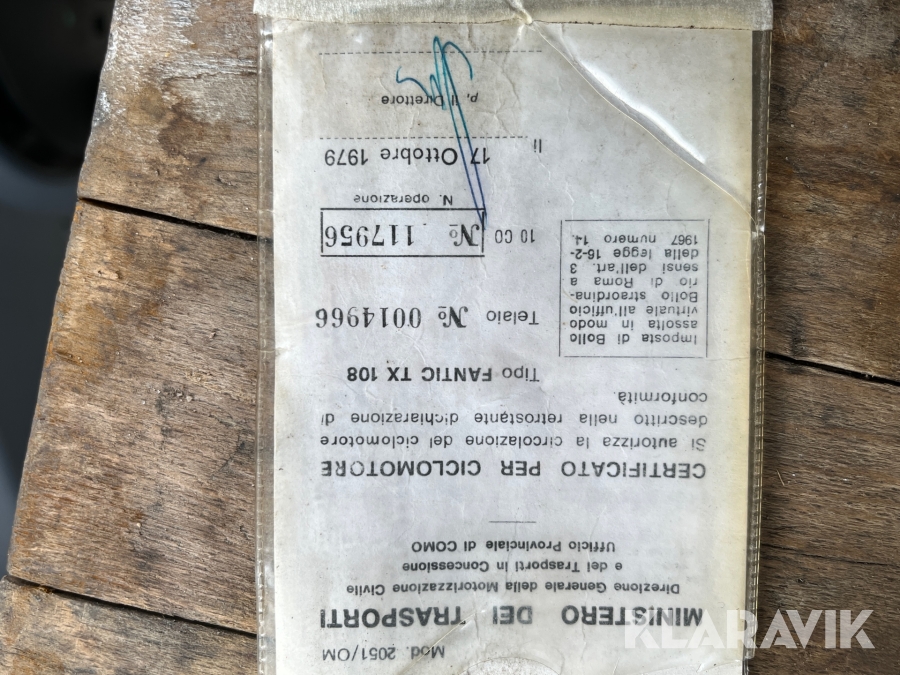 Mod. 2051/OM
MINISTERO DEI TRASPORTI
Direzione Generale della Motorizzazione Civile
e dei Trasporti in Concessione
Ufficio Provinciale di COMO
CERTIFICATO PER CICLOMOTORE
Si autorizza la circolazione del ciclomotore
descritto nella retrostante dichiarazione di
conformità.
Tipo FANTIC TX 108
Imposta di Bollo
assolta in modo
virtuale all'ufficio
Bollo straordina-
rio di Roma a
sensi dell'art. 3
della legge 16-2-
1967 numero 14.
Telaio No 0014966
10 CO No 117956
N. operazione
li 17 Ottobre 1979
p. Il Direttore
KLARAVIK